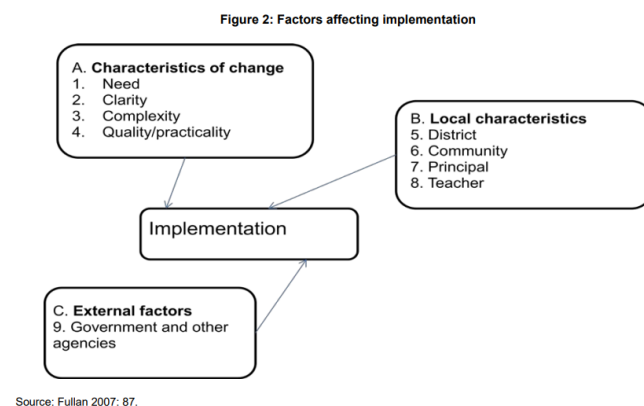 Figure 2: Factors affecting implementation
A. Characteristics of change
1. Need
2. Clarity
3. Complexity
4. Quality/practicality
B. Local characteristics
5. District
6. Community
7. Principal
8. Teacher
Implementation
C. External factors
9. Government and other
agencies
Source: Fullan 2007: 87.